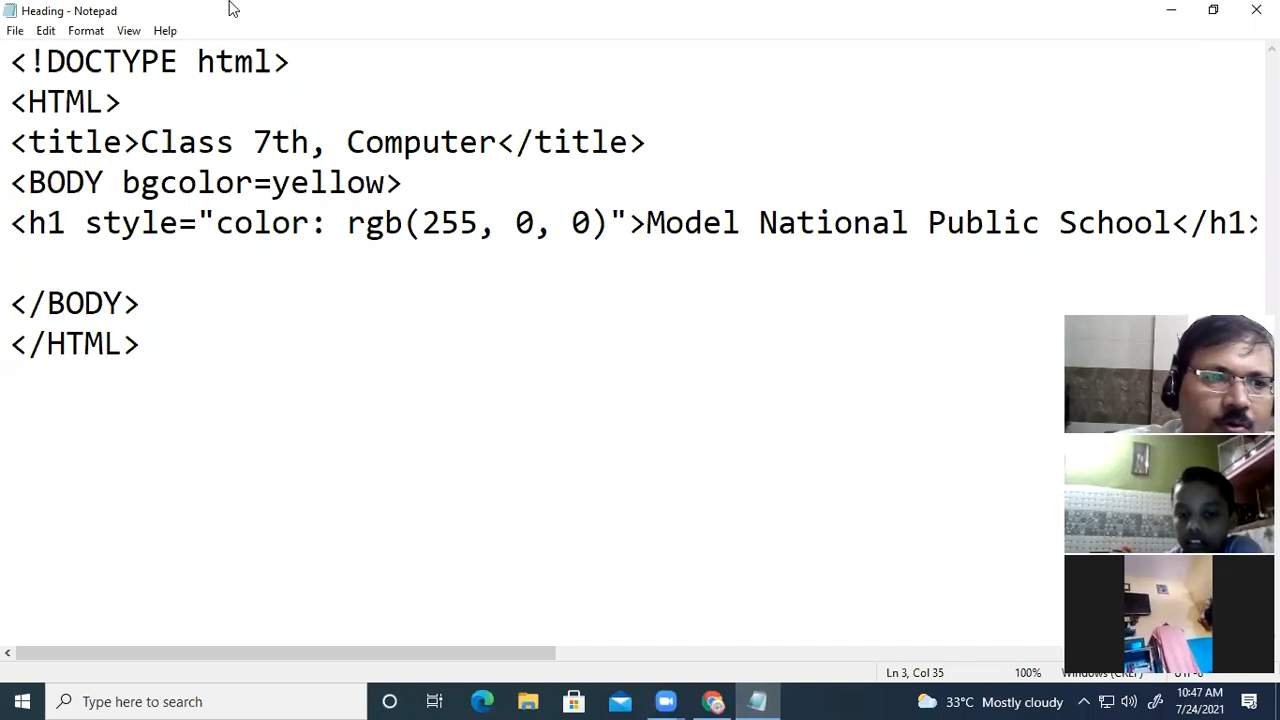 Heading - Notepad
File Edit Format View Help
<!DOCTYPE html>
<HTML>
<title>Class 7th, Computer</title>
<BODY bgcolor=yellow>
<h1 style="color: rgb(255, 0, 0)">Model National Public School</h1>
</BODY>
</HTML>
Ln 3, Col 35 100% Windows (CRLF)
Type here to search 33°C Mostly cloudy 10:47 AM
7/24/2021